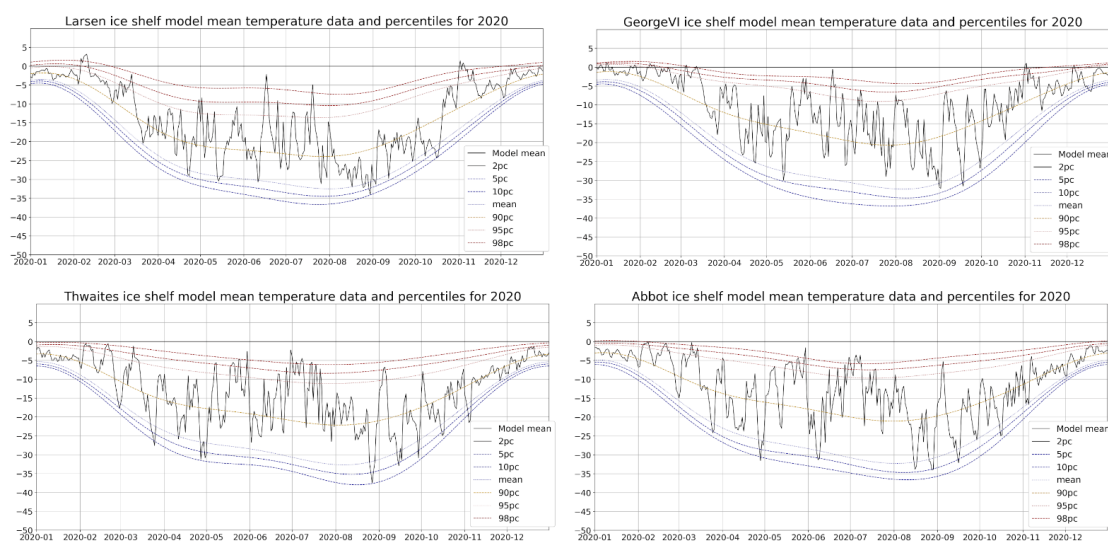 Larsen ice shelf model mean temperature data and percentiles for 2020
5
0
−5
−10
−15
−20
−25
−30
−35
−40
−45
−50
2020-01 2020-02 2020-03 2020-04 2020-05 2020-06 2020-07 2020-08 2020-09 2020-10 2020-11 2020-12
Model mean
2pc
5pc
10pc
mean
90pc
95pc
98pc
GeorgeVI ice shelf model mean temperature data and percentiles for 2020
5
0
−5
−10
−15
−20
−25
−30
−35
−40
−45
−50
2020-01 2020-02 2020-03 2020-04 2020-05 2020-06 2020-07 2020-08 2020-09 2020-10 2020-11 2020-12
Model mean
2pc
5pc
10pc
mean
90pc
95pc
98pc
Thwaites ice shelf model mean temperature data and percentiles for 2020
5
0
−5
−10
−15
−20
−25
−30
−35
−40
−45
−50
2020-01 2020-02 2020-03 2020-04 2020-05 2020-06 2020-07 2020-08 2020-09 2020-10 2020-11 2020-12
Model mean
2pc
5pc
10pc
mean
90pc
95pc
98pc
Abbot ice shelf model mean temperature data and percentiles for 2020
5
0
−5
−10
−15
−20
−25
−30
−35
−40
−45
−50
2020-01 2020-02 2020-03 2020-04 2020-05 2020-06 2020-07 2020-08 2020-09 2020-10 2020-11 2020-12
Model mean
2pc
5pc
10pc
mean
90pc
95pc
98pc